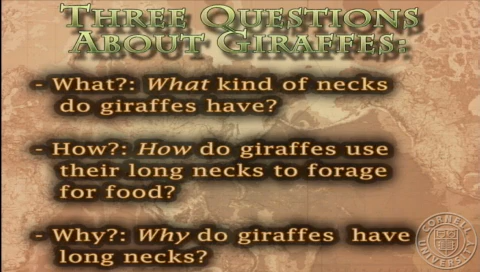 Three Questions
About Giraffes:
- What?: What kind of necks
do giraffes have?
- How?: How do giraffes use
their long necks to forage
for food?
- Why?: Why do giraffes have
long necks?
CORNELL
UNIVERSITY